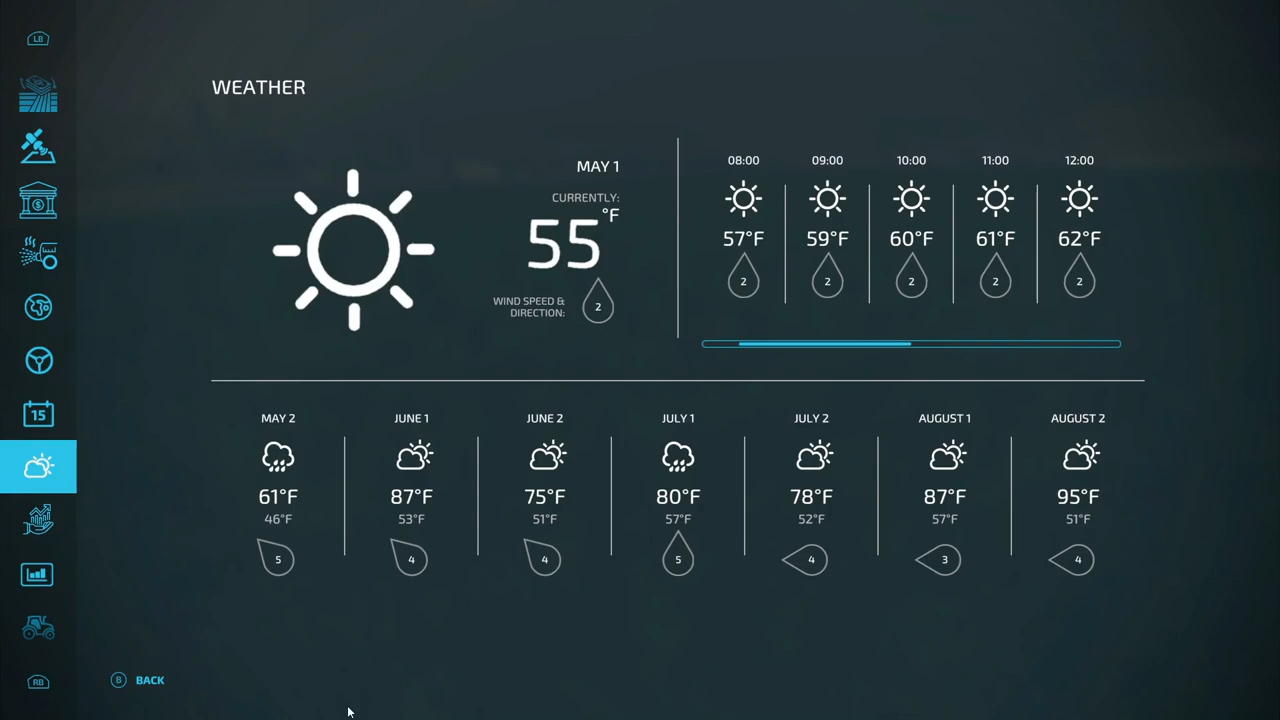 LB
WEATHER
MAY 1
CURRENTLY:
55 °F
WIND SPEED &
DIRECTION:
2
08:00 09:00 10:00 11:00 12:00
57°F 59°F 60°F 61°F 62°F
2 2 2 2 2
15
MAY 2 JUNE 1 JUNE 2 JULY 1 JULY 2 AUGUST 1 AUGUST 2
61°F 87°F 75°F 80°F 78°F 87°F 95°F
46°F 53°F 51°F 57°F 52°F 57°F 51°F
5 4 4 5 4 3 4
RB
B BACK